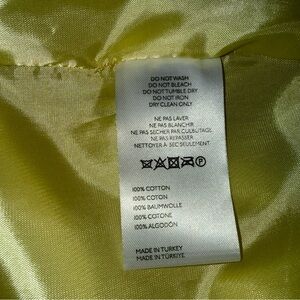 DO NOT WASH
DO NOT BLEACH
DO NOT TUMBLE DRY
DO NOT IRON
DRY CLEAN ONLY
NE PAS LAVER
NE PAS BLANCHIR
NE PAS SECHER PAR CULBUTAGE
NE PAS REPASSER
NETTOYER À SEC SEULEMENT
P
100% COTTON
100% COTON
100% BAUMWOLLE
100% COTONE
100% ALGODÓN
MADE IN TURKEY
MADE IN TÜRKIYE